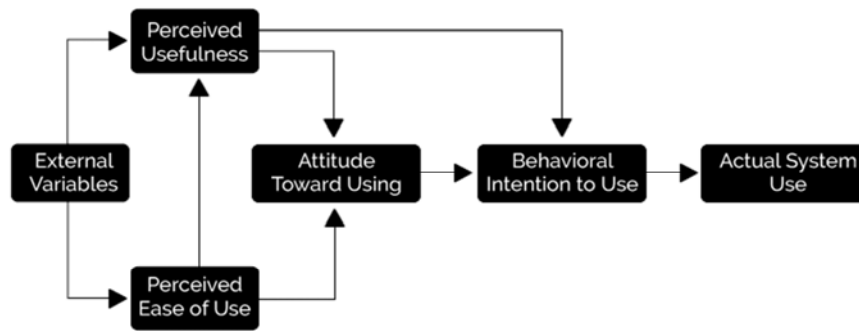 Perceived
Usefulness
External
Variables
Attitude
Toward Using
Behavioral
Intention to Use
Actual System
Use
Perceived
Ease of Use